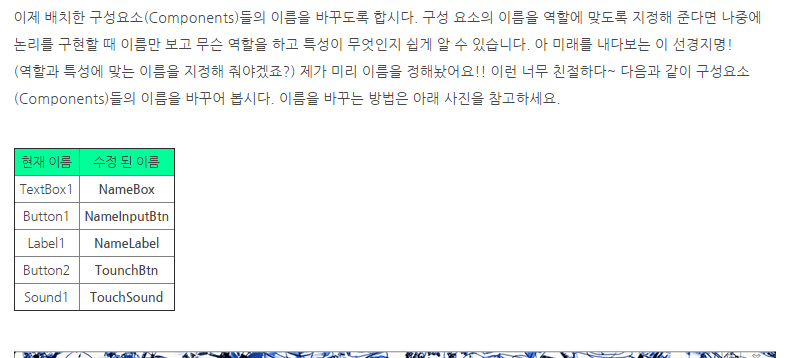 이제 배치한 구성요소(Components)들의 이름을 바꾸도록 합시다. 구성 요소의 이름을 역할에 맞도록 지정해 준다면 나중에
논리를 구현할 때 이름만 보고 무슨 역할을 하고 특성이 무엇인지 쉽게 알 수 있습니다. 아 미래를 내다보는 이 선경지명!
(역할과 특성에 맞는 이름을 지정해 줘야겠죠?) 제가 미리 이름을 정해놨어요!! 이런 너무 친절하다~ 다음과 같이 구성요소
(Components)들의 이름을 바꾸어 봅시다. 이름을 바꾸는 방법은 아래 사진을 참고하세요.
현재 이름 수정 된 이름
TextBox1 NameBox
Button1 NameInputBtn
Label1 NameLabel
Button2 TounchBtn
Sound1 TouchSound